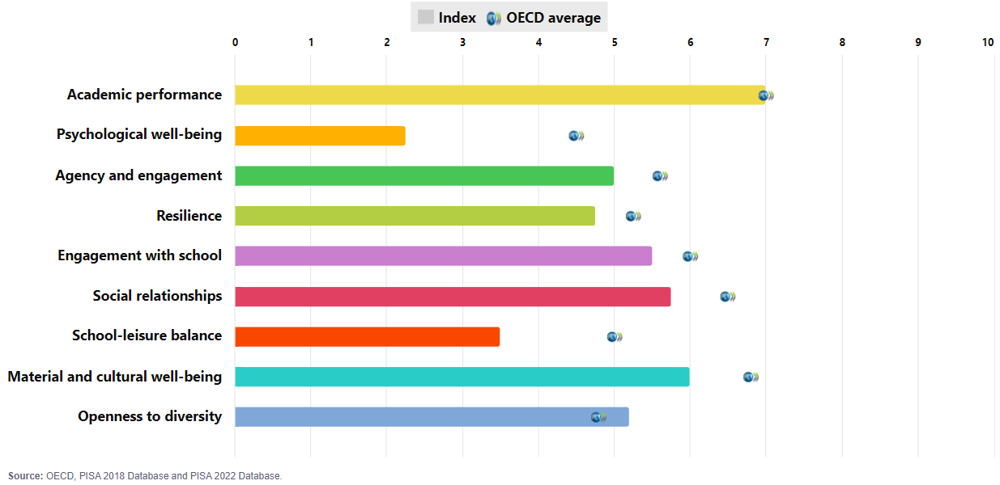 Index OECD average
0 1 2 3 4 5 6 7 8 9 10
Academic performance
Psychological well-being
Agency and engagement
Resilience
Engagement with school
Social relationships
School-leisure balance
Material and cultural well-being
Openness to diversity
Source: OECD, PISA 2018 Database and PISA 2022 Database.